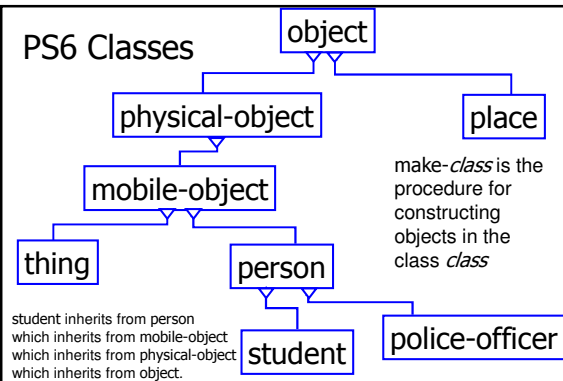 PS6 Classes
object
physical-object
place
mobile-object
make-class is the
procedure for
constructing
objects in the
class class
thing
person
student inherits from person
which inherits from mobile-object
which inherits from physical-object
which inherits from object.
student
police-officer